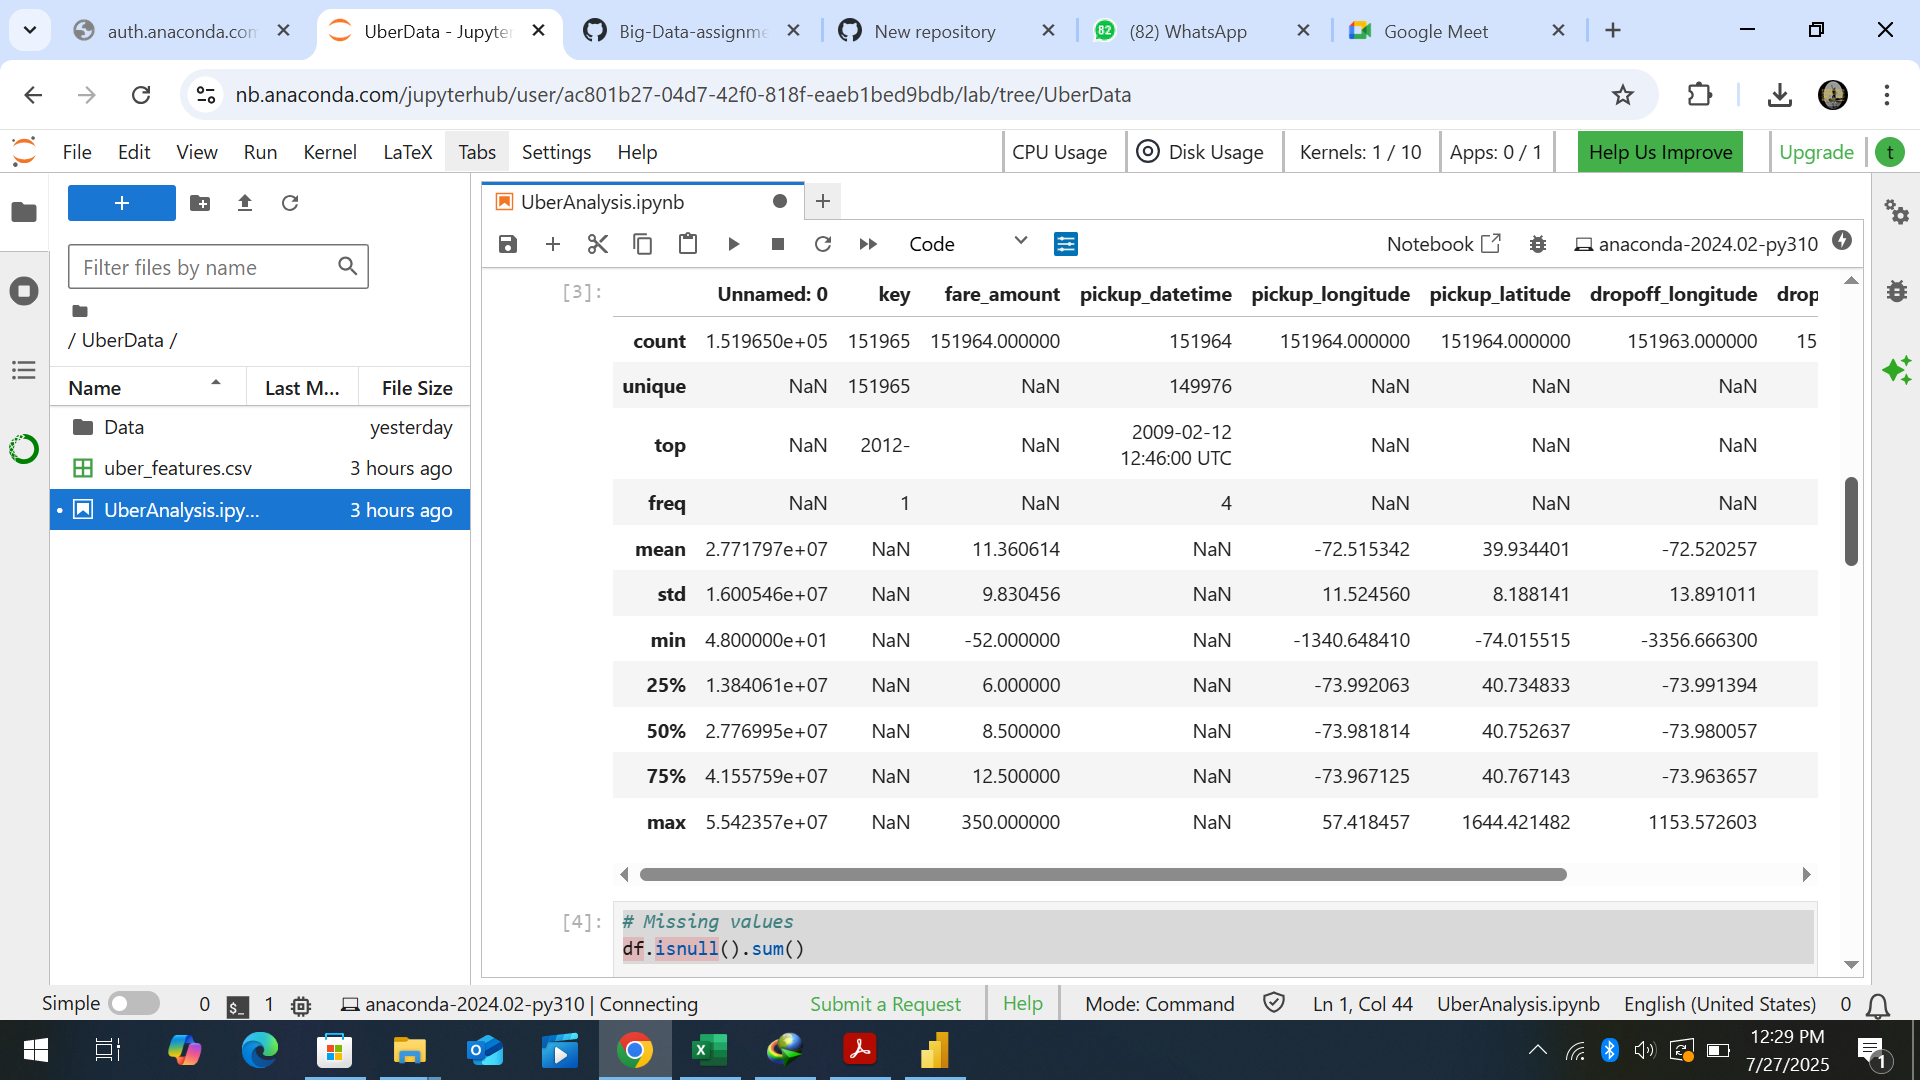 auth.anaconda.con
UberData - Jupyter
Big-Data-assignme
New repository
82
(82) WhatsApp
Google Meet
nb.anaconda.com/jupyterhub/user/ac801b27-04d7-42f0-818f-eaeb1bed9bdb/lab/tree/UberData
File Edit View Run Kernel LaTeX Tabs Settings Help
CPU Usage Disk Usage Kernels: 1 / 10 Apps: 0 / 1 Help Us Improve Upgrade t
UberAnalysis.ipynb
Code Notebook anaconda-2024.02-py310
Filter files by name
/ UberData /
Name Last M... File Size
Data yesterday
uber_features.csv 3 hours ago
UberAnalysis.ipy... 3 hours ago
[3]: Unnamed: 0 key fare_amount pickup_datetime pickup_longitude pickup_latitude dropoff_longitude drop
count 1.519650e+05 151965 151964.000000 151964 151964.000000 151964.000000 151963.000000 15
unique NaN 151965 NaN 149976 NaN NaN NaN
top NaN 2012- NaN 2009-02-12 12:46:00 UTC NaN NaN NaN
freq NaN 1 NaN 4 NaN NaN NaN
mean 2.771797e+07 NaN 11.360614 NaN -72.515342 39.934401 -72.520257
std 1.600546e+07 NaN 9.830456 NaN 11.524560 8.188141 13.891011
min 4.800000e+01 NaN -52.000000 NaN -1340.648410 -74.015515 -3356.666300
25% 1.384061e+07 NaN 6.000000 NaN -73.992063 40.734833 -73.991394
50% 2.776995e+07 NaN 8.500000 NaN -73.981814 40.752637 -73.980057
75% 4.155759e+07 NaN 12.500000 NaN -73.967125 40.767143 -73.963657
max 5.542357e+07 NaN 350.000000 NaN 57.418457 1644.421482 1153.572603
[4]: # Missing values
df.isnull().sum()
Simple 0 $_ 1 anaconda-2024.02-py310 | Connecting Submit a Request Help Mode: Command Ln 1, Col 44 UberAnalysis.ipynb English (United States) 0
12:29 PM
7/27/2025
1